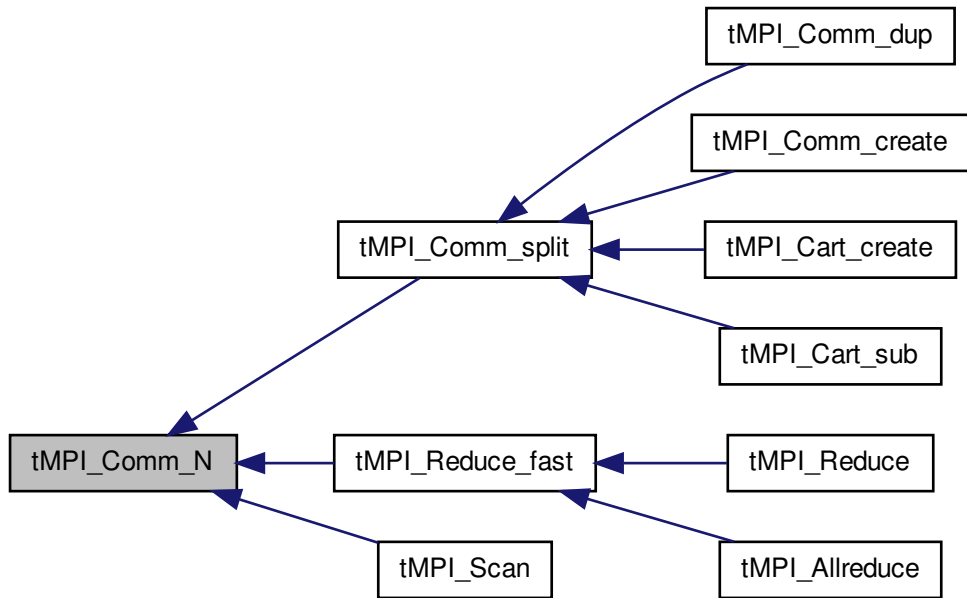 tMPI_Comm_dup
tMPI_Comm_create
tMPI_Comm_split
tMPI_Cart_create
tMPI_Cart_sub
tMPI_Comm_N
tMPI_Reduce_fast
tMPI_Reduce
tMPI_Scan
tMPI_Allreduce